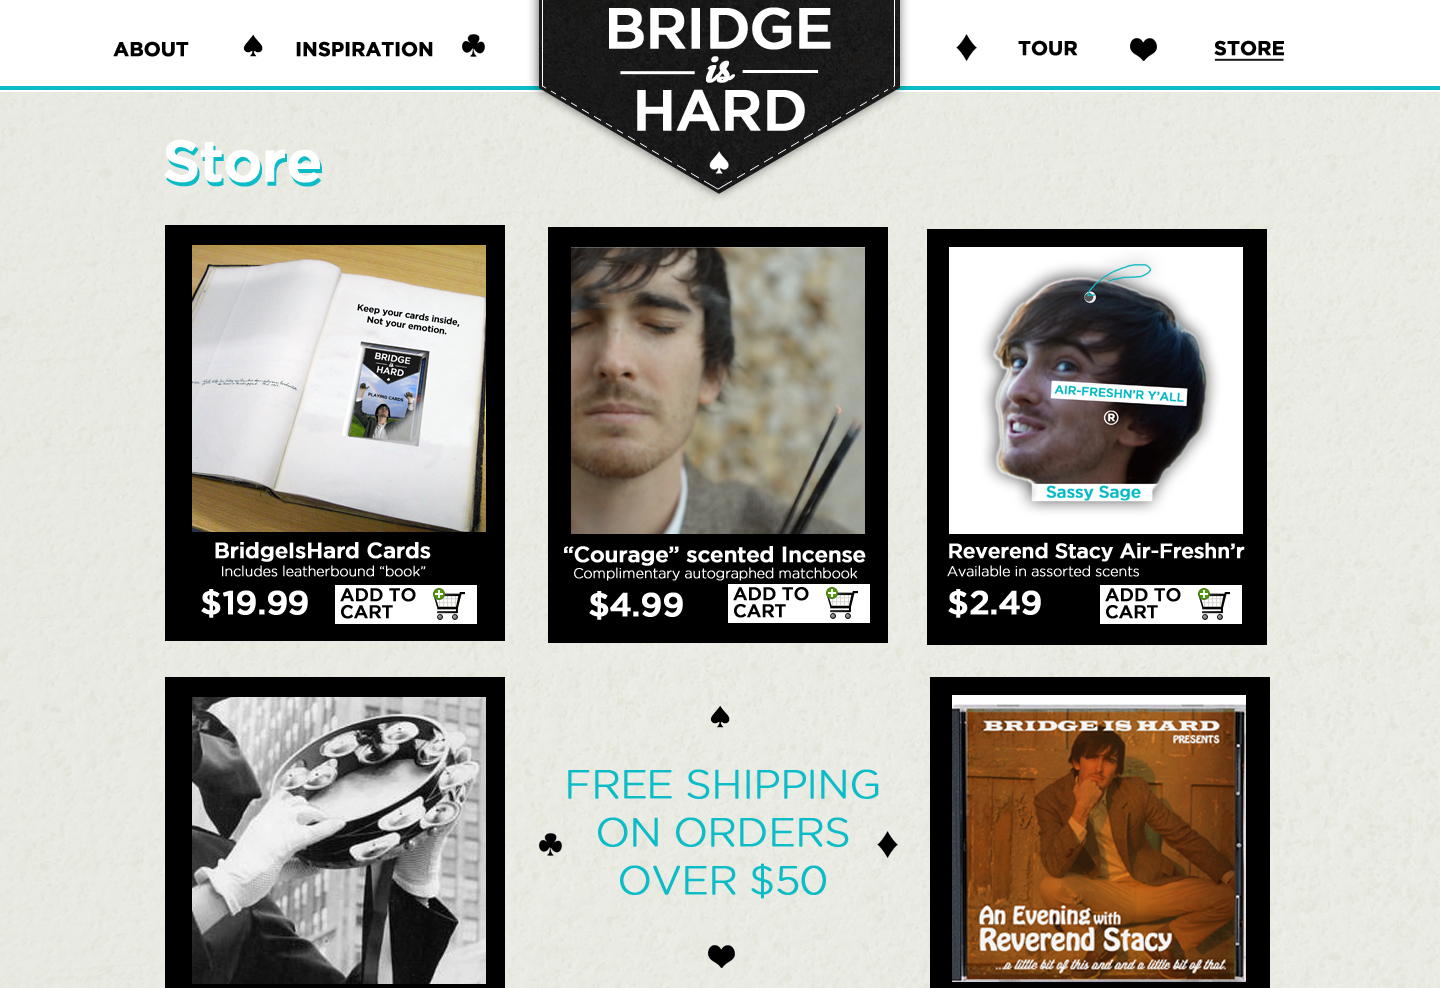 ABOUT
INSPIRATION
BRIDGE
is
HARD
TOUR
STORE
Store
Keep your cards inside,
Not your emotion.
BRIDGE
is
HARD
PLAYING CARDS
BridgeIsHard Cards
Includes leatherbound “book”
$19.99
ADD TO
CART
“Courage” scented Incense
Complimentary autographed matchbook
$4.99
ADD TO
CART
AIR-FRESHN'R Y'ALL
®
Sassy Sage
Reverend Stacy Air-Freshn’r
Available in assorted scents
$2.49
ADD TO
CART
FREE SHIPPING
ON ORDERS
OVER $50
BRIDGE IS HARD
PRESENTS
An Evening with
Reverend Stacy
...a little bit of this and and a little bit of that.